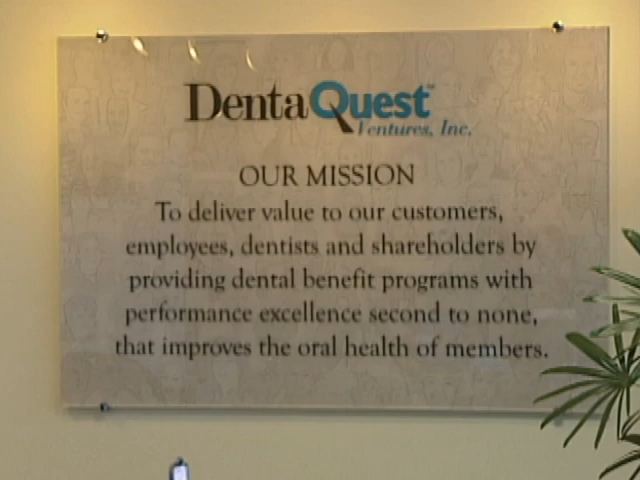 DentaQuest™
Ventures, Inc.
OUR MISSION
To deliver value to our customers,
employees, dentists and shareholders by
providing dental benefit programs with
performance excellence second to none,
that improves the oral health of members.